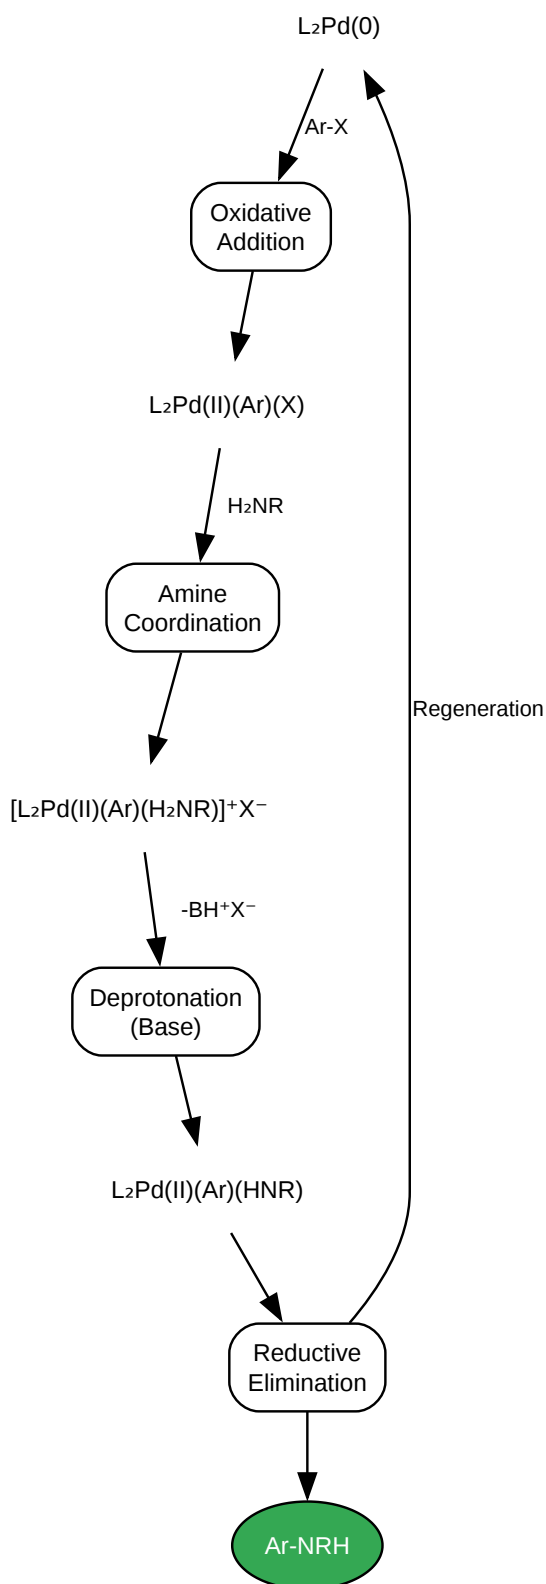 L₂Pd(0)
Ar-X
Oxidative
Addition
L₂Pd(II)(Ar)(X)
H₂NR
Amine
Coordination
Regeneration
[L₂Pd(II)(Ar)(H₂NR)]⁺X⁻
-BH⁺X⁻
Deprotonation
(Base)
L₂Pd(II)(Ar)(HNR)
Reductive
Elimination
Ar-NRH